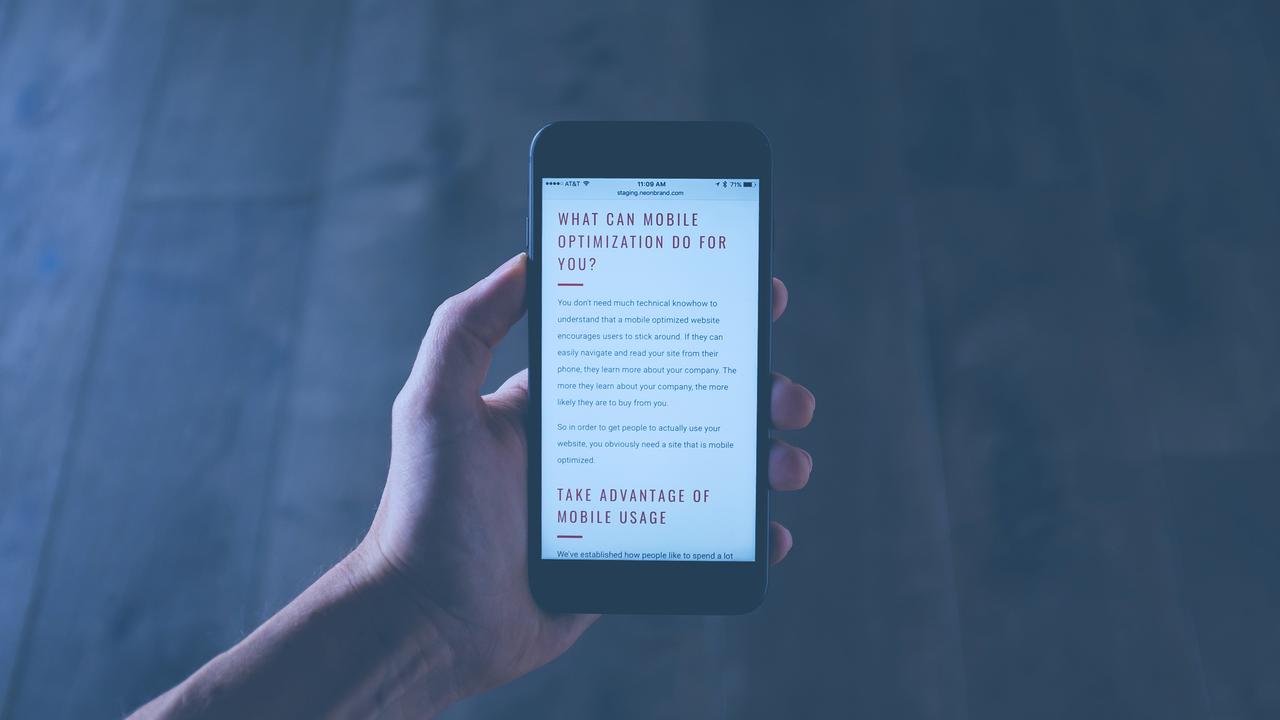 AT&T 11:09 AM 71%
staging.neonbrand.com
WHAT CAN MOBILE
OPTIMIZATION DO FOR
YOU?
You don't need much technical knowhow to
understand that a mobile optimized website
encourages users to stick around. If they can
easily navigate and read your site from their
phone, they learn more about your company. The
more they learn about your company, the more
likely they are to buy from you.
So in order to get people to actually use your
website, you obviously need a site that is mobile
optimized.
TAKE ADVANTAGE OF
MOBILE USAGE
We've established how people like to spend a lot